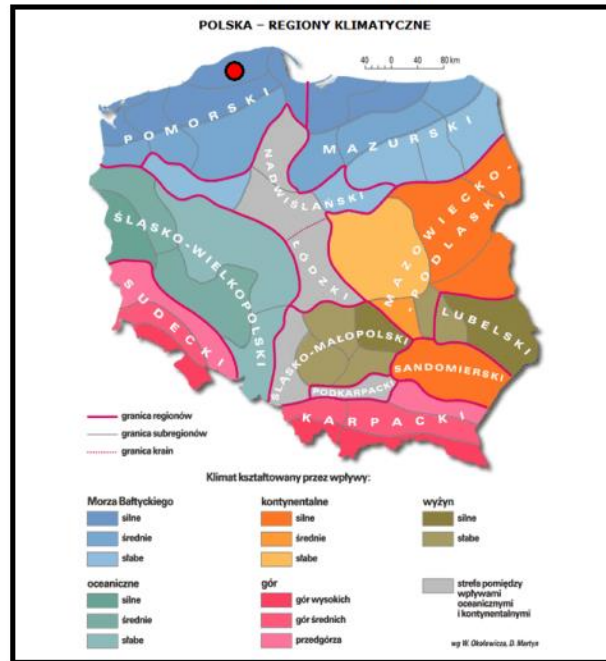 POLSKA – REGIONY KLIMATYCZNE
40 0 40 80 km
POMORSKI
MAZURSKI
NADWIŚLAŃSKI
MAZOWIECKO-
-PODLASKI
ŚLĄSKO-WIELKOPOLSKI
ŁÓDZKI
SUDECKI
ŚLĄSKO-MAŁOPOLSKI
LUBELSKI
SANDOMIERSKI
PODKARPACKI
KARPACKI
granica regionów
granica subregionów
granica krain
Klimat kształtowany przez wpływy:
Morza Bałtyckiego
silne
średnie
słabe
kontynentalne
silne
średnie
słabe
wyżyn
silne
słabe
oceaniczne
silne
średnie
słabe
gór
gór wysokich
gór średnich
przedgórza
strefa pomiędzy
wpływami
oceanicznymi
i kontynentalnymi
wg W. Okołowicza, D. Martyn